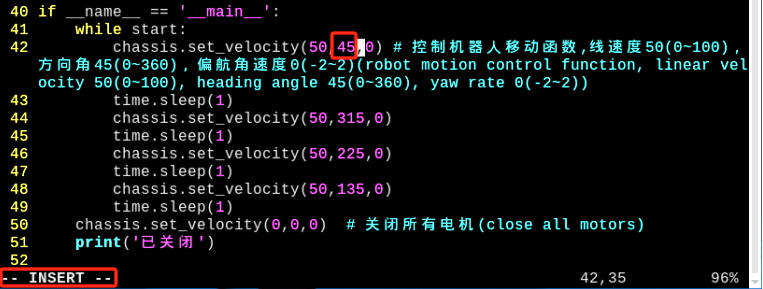 40 if __name__ == '__main__':
41     while start:
42         chassis.set_velocity(50,45,0) # 控制机器人移动函数,线速度50(0~100),
方向角45(0~360), 偏航角速度0(-2~2)(robot motion control function, linear vel
ocity 50(0~100), heading angle 45(0~360), yaw rate 0(-2~2))
43         time.sleep(1)
44         chassis.set_velocity(50,315,0)
45         time.sleep(1)
46         chassis.set_velocity(50,225,0)
47         time.sleep(1)
48         chassis.set_velocity(50,135,0)
49         time.sleep(1)
50     chassis.set_velocity(0,0,0)  # 关闭所有电机(close all motors)
51     print('已关闭')
52
-- INSERT -- 42,35 96%